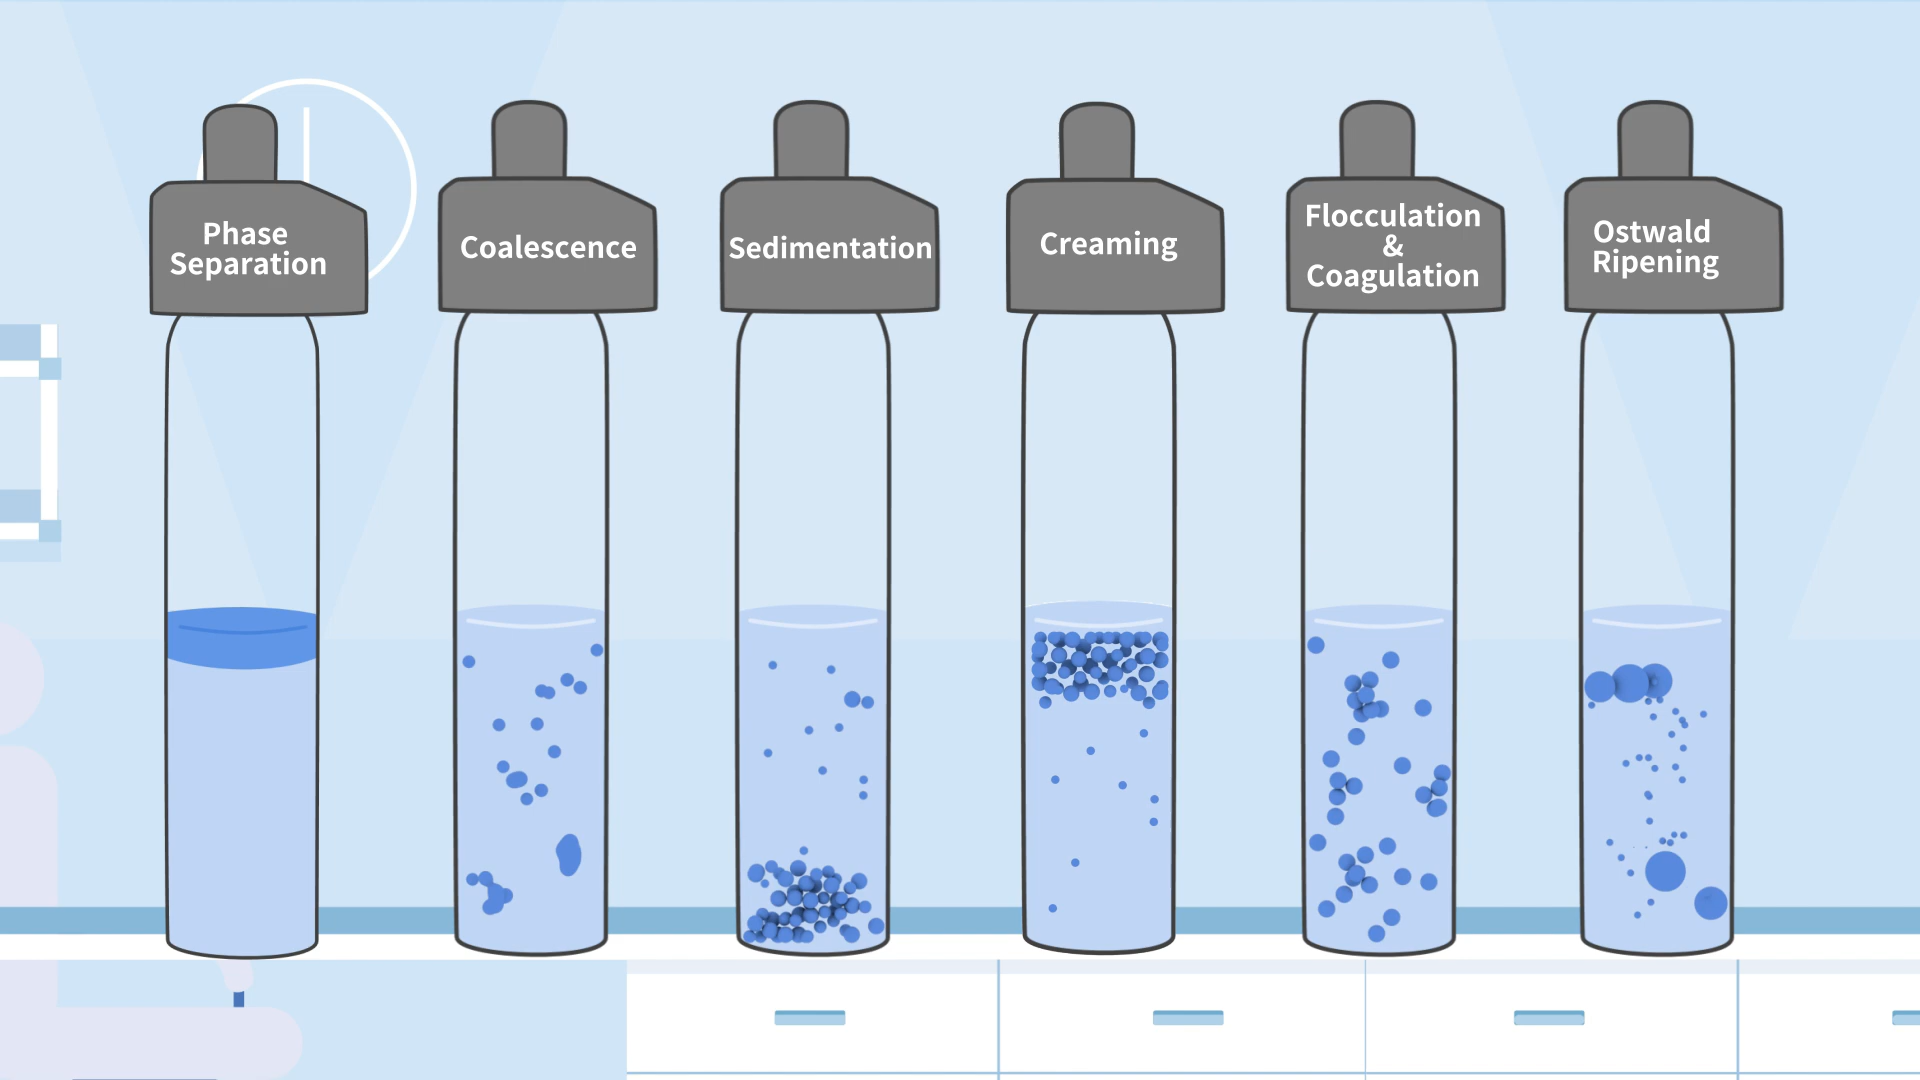 Phase
Separation
Coalescence
Sedimentation
Creaming
Flocculation
&
Coagulation
Ostwald
Ripening